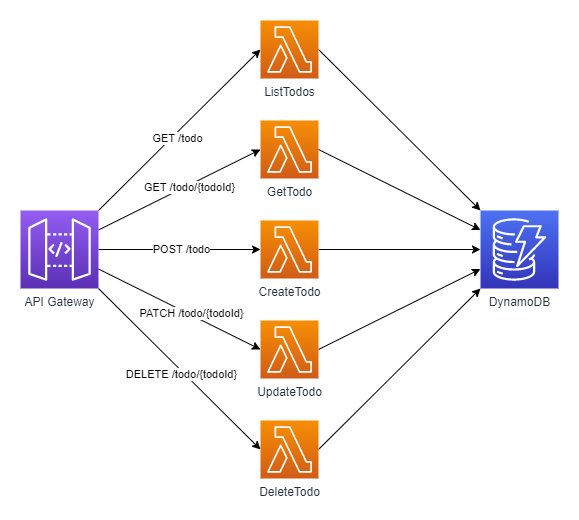 ListTodos
GET /todo
GET /todo/{todoId}
GetTodo
POST /todo
</>
API Gateway
CreateTodo
DynamoDB
PATCH /todo/{todoId}
DELETE /todo/{todoId}
UpdateTodo
DeleteTodo